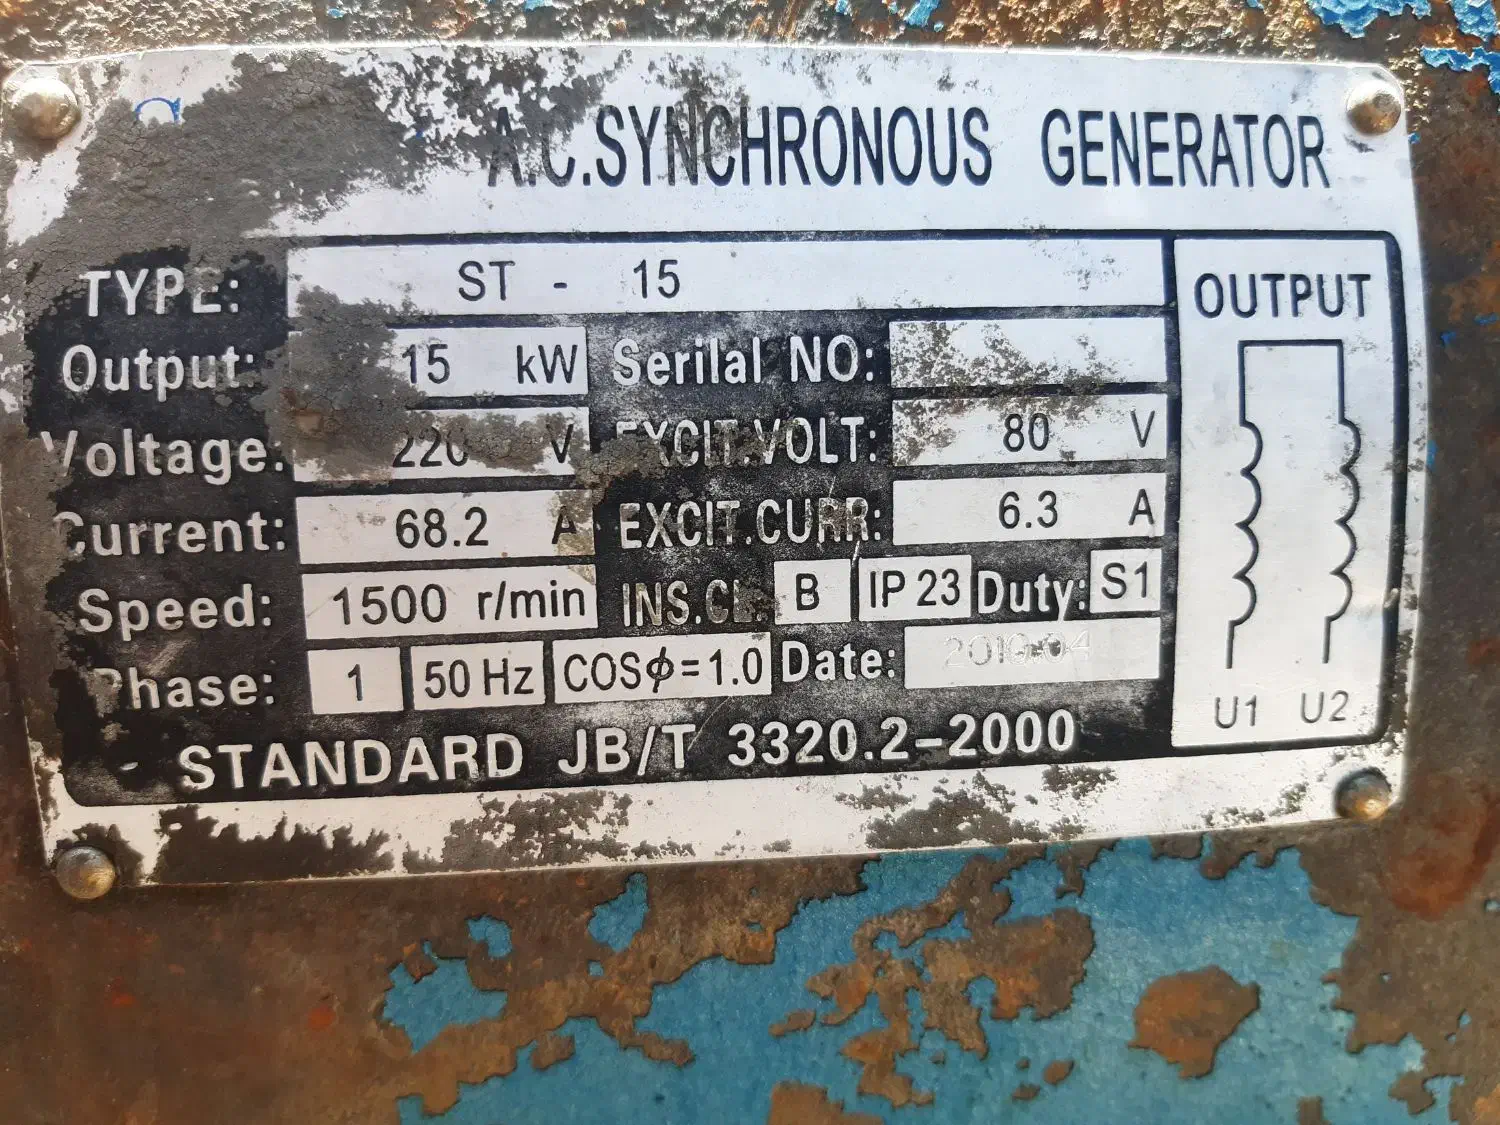 A.C.SYNCHRONOUS GENERATOR
TYPE: ST - 15
Output: 15 kW Serilal NO:
Voltage: 220 V EXCIT.VOLT: 80 V
Current: 68.2 A EXCIT.CURR: 6.3 A
Speed: 1500 r/min INS.CL. B IP 23 Duty: S1
Phase: 1 50 Hz COSϕ=1.0 Date:
STANDARD JB/T 3320.2-2000
OUTPUT
U1 U2